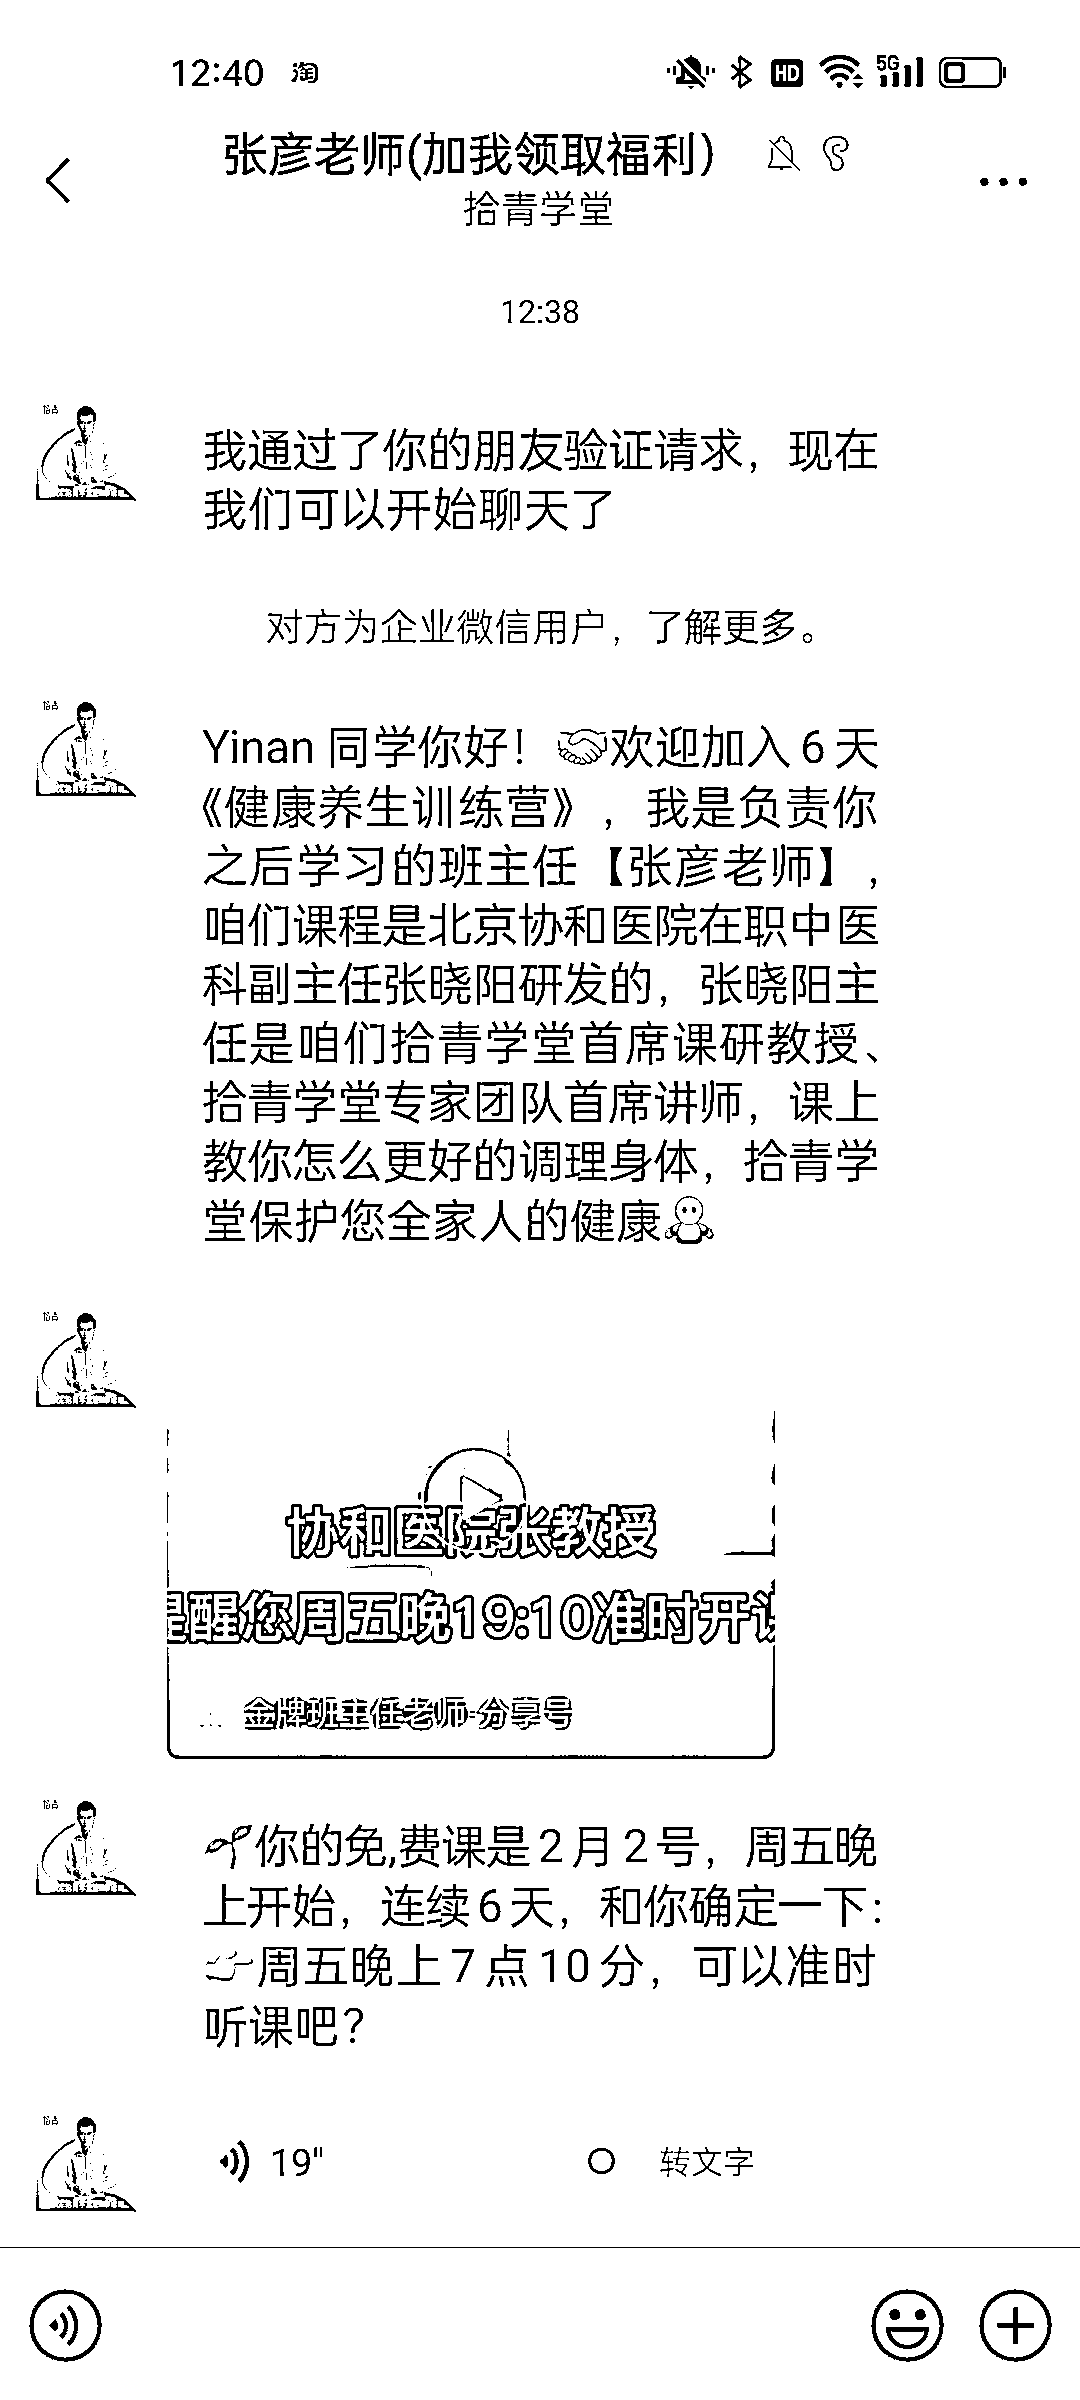 12:40 淘 HD 5G
张彦老师(加我领取福利)
拾青学堂
12:38
我通过了你的朋友验证请求，现在
我们可以开始聊天了
对方为企业微信用户，了解更多。
Yinan 同学你好！🤝欢迎加入 6 天
《健康养生训练营》，我是负责你
之后学习的班主任【张彦老师】，
咱们课程是北京协和医院在职中医
科副主任张晓阳研发的，张晓阳主
任是咱们拾青学堂首席课研教授、
拾青学堂专家团队首席讲师，课上
教你怎么更好的调理身体，拾青学
堂保护您全家人的健康
协和医院张教授
提醒您周五晚19:10准时开课
金牌班主任老师-分享号
🌱你的免,费课是 2 月 2 号，周五晚
上开始，连续 6 天，和你确定一下：
👉周五晚上 7 点 10 分，可以准时
听课吧？
19" 转文字